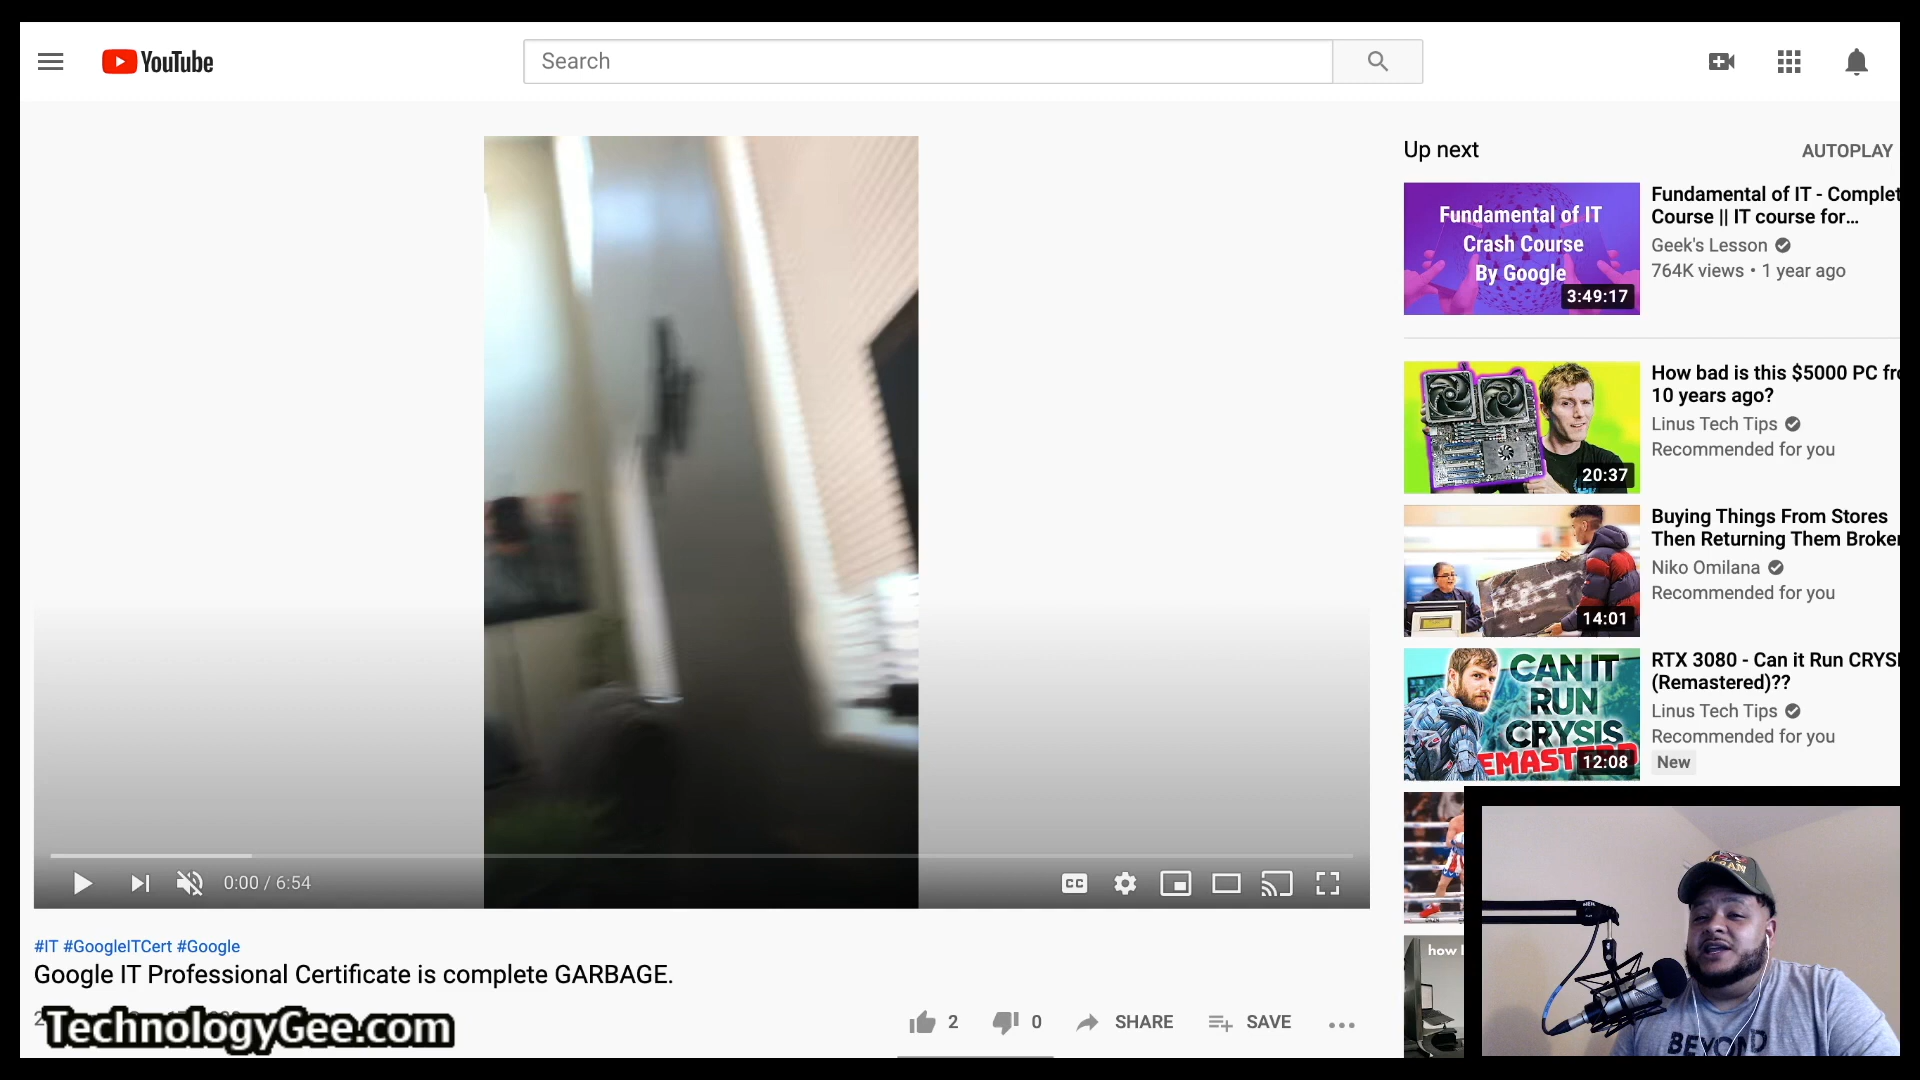 YouTube
Search
Up next
AUTOPLAY
Fundamental of IT
Crash Course
By Google
3:49:17
Fundamental of IT - Complet
Course || IT course for...
Geek's Lesson
764K views • 1 year ago
20:37
How bad is this $5000 PC fro
10 years ago?
Linus Tech Tips
Recommended for you
14:01
Buying Things From Stores
Then Returning Them Broken
Niko Omilana
Recommended for you
CAN IT
RUN
CRYSIS
12:08
RTX 3080 - Can it Run CRYSI
(Remastered)??
Linus Tech Tips
Recommended for you
New
0:00 / 6:54
CC
#IT #GoogleITCert #Google
Google IT Professional Certificate is complete GARBAGE.
TechnologyGee.com
2
0
SHARE
SAVE
how
BEYOND